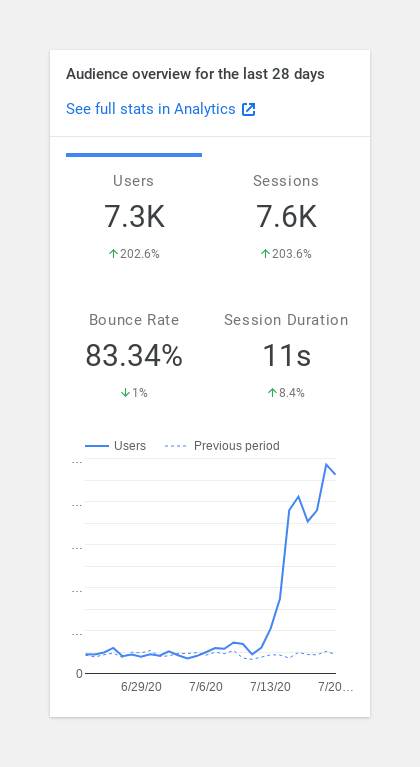 Audience overview for the last 28 days
See full stats in Analytics
Users
Sessions
7.3K
7.6K
↑202.6%
↑203.6%
Bounce Rate
Session Duration
83.34%
11s
↓1%
↑8.4%
Users
Previous period
...
...
...
...
...
0
6/29/20
7/6/20
7/13/20
7/20…